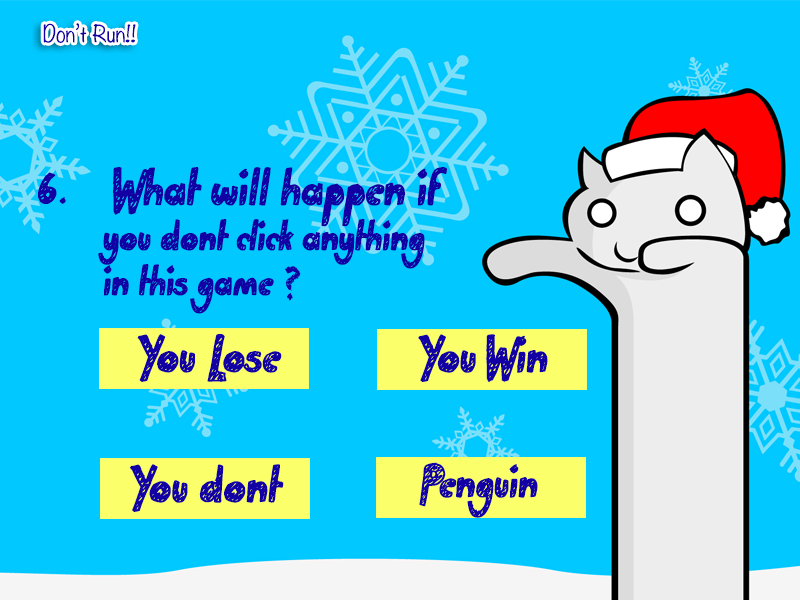 Don't Run!!
6. What will happen if
you dont click anything
in this game ?
You Lose
You Win
You dont
Penguin